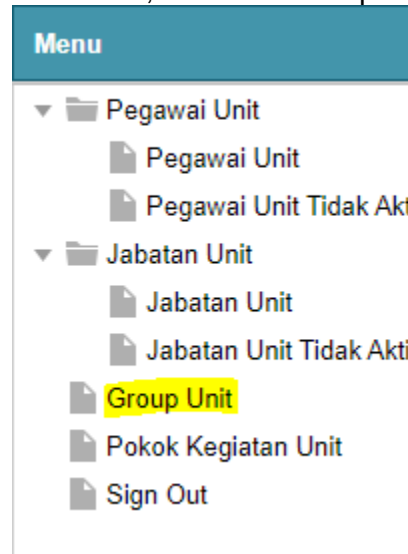 Menu
Pegawai Unit
Pegawai Unit
Pegawai Unit Tidak Akt
Jabatan Unit
Jabatan Unit
Jabatan Unit Tidak Akti
Group Unit
Pokok Kegiatan Unit
Sign Out